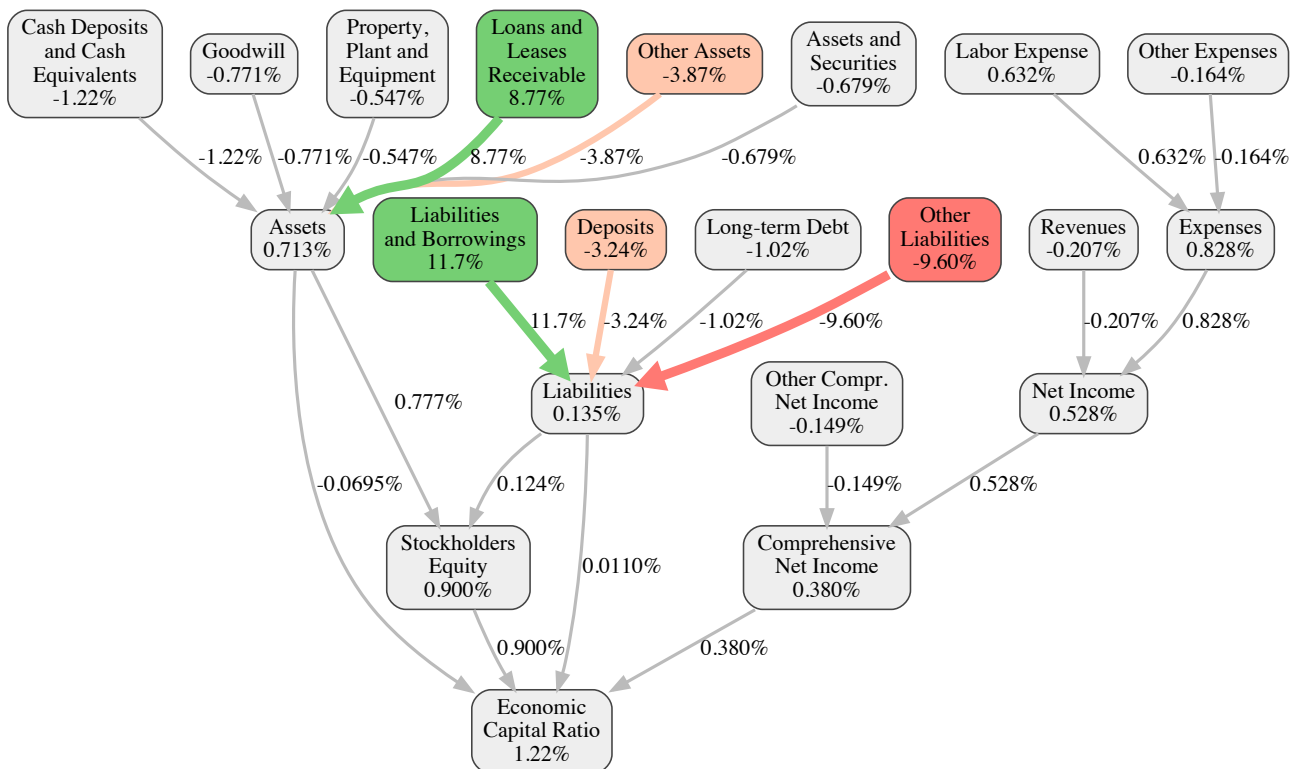 Cash Deposits
and Cash
Equivalents
-1.22%
Goodwill
-0.771%
Property,
Plant and
Equipment
-0.547%
Loans and
Leases
Receivable
8.77%
Other Assets
-3.87%
Assets and
Securities
-0.679%
Labor Expense
0.632%
Other Expenses
-0.164%
-1.22%
-0.771%
-0.547%
8.77%
-3.87%
-0.679%
0.632%
-0.164%
Assets
0.713%
Liabilities
and Borrowings
11.7%
Deposits
-3.24%
Long-term Debt
-1.02%
Other
Liabilities
-9.60%
Revenues
-0.207%
Expenses
0.828%
11.7%
-3.24%
-1.02%
-9.60%
-0.207%
0.828%
Liabilities
0.135%
Other Compr.
Net Income
-0.149%
Net Income
0.528%
0.777%
-0.0695%
0.124%
-0.149%
0.528%
Stockholders
Equity
0.900%
0.0110%
Comprehensive
Net Income
0.380%
0.900%
0.380%
Economic
Capital Ratio
1.22%